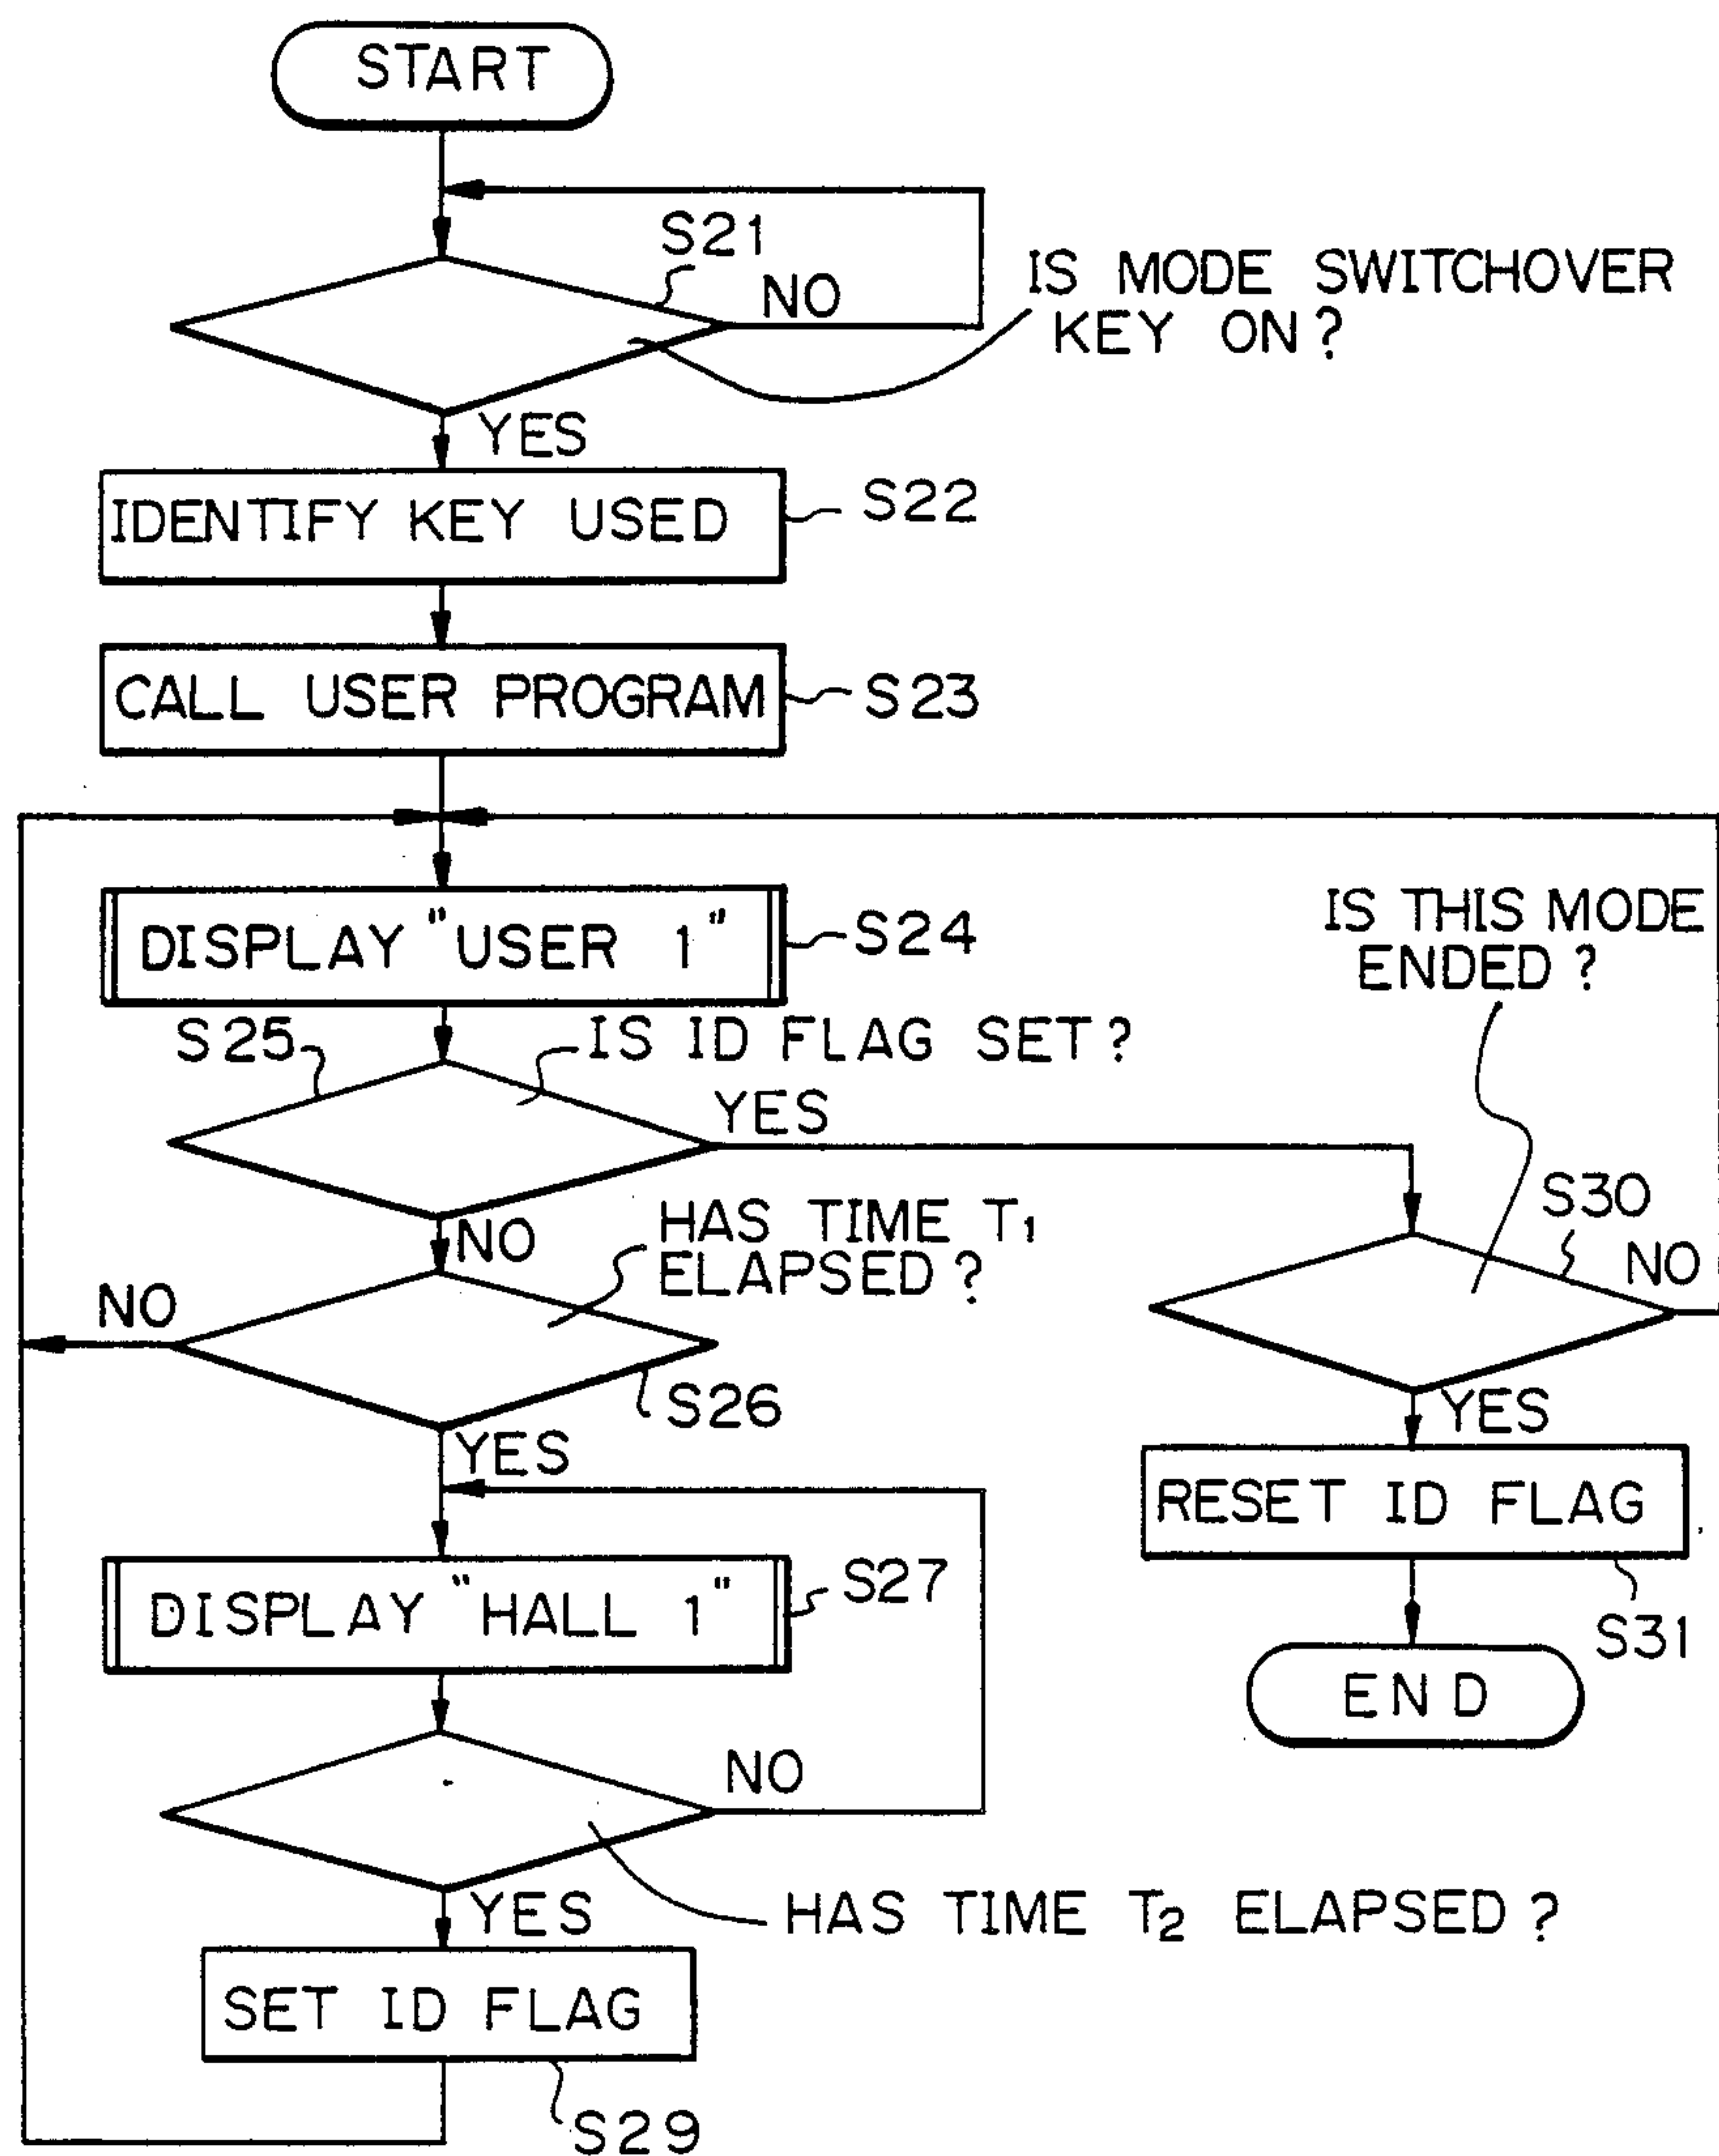 START
S21
NO
IS MODE SWITCHOVER
KEY ON?
YES
IDENTIFY KEY USED
S22
CALL USER PROGRAM
S23
DISPLAY "USER 1"
S24
IS THIS MODE
ENDED?
S25
IS ID FLAG SET?
YES
NO
HAS TIME T1
ELAPSED?
S30
NO
NO
S26
YES
YES
RESET ID FLAG
S31
DISPLAY "HALL 1"
S27
END
NO
YES
HAS TIME T2 ELAPSED?
SET ID FLAG
S29